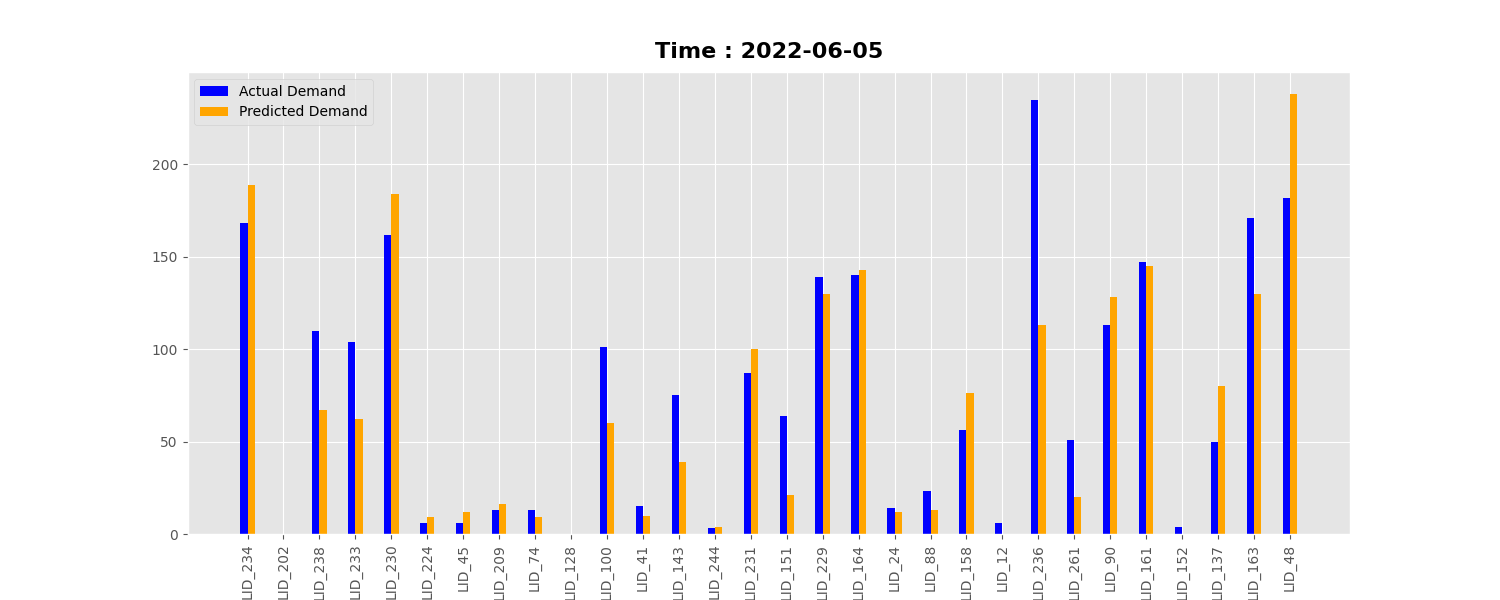 Time : 2022-06-05
Actual Demand
Predicted Demand
200
150
100
50
0
LID_234
LID_202
LID_238
LID_233
LID_230
LID_224
LID_45
LID_209
LID_74
LID_128
LID_100
LID_41
LID_143
LID_244
LID_231
LID_151
LID_229
LID_164
LID_24
LID_88
LID_158
LID_12
LID_236
LID_261
LID_90
LID_161
LID_152
LID_137
LID_163
LID_48